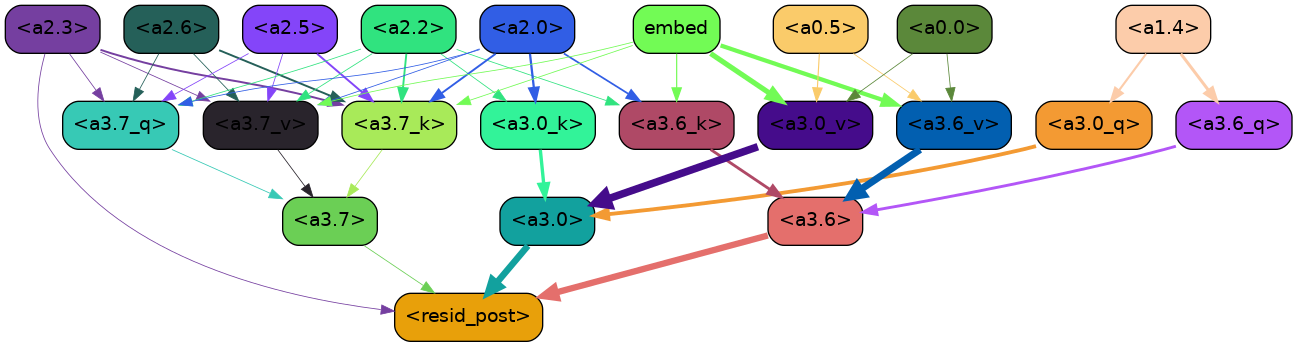 <a2.3> <a2.6> <a2.5> <a2.2> <a2.0> embed <a0.5> <a0.0> <a1.4>
<a3.7_q> <a3.7_v> <a3.7_k> <a3.0_k> <a3.6_k> <a3.0_v> <a3.6_v> <a3.0_q> <a3.6_q>
<a3.7> <a3.0> <a3.6>
<resid_post>